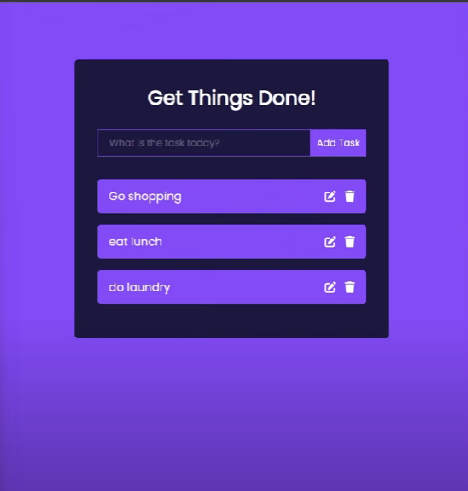 Get Things Done!
What is the task today?
Add Task
Go shopping
eat lunch
do laundry